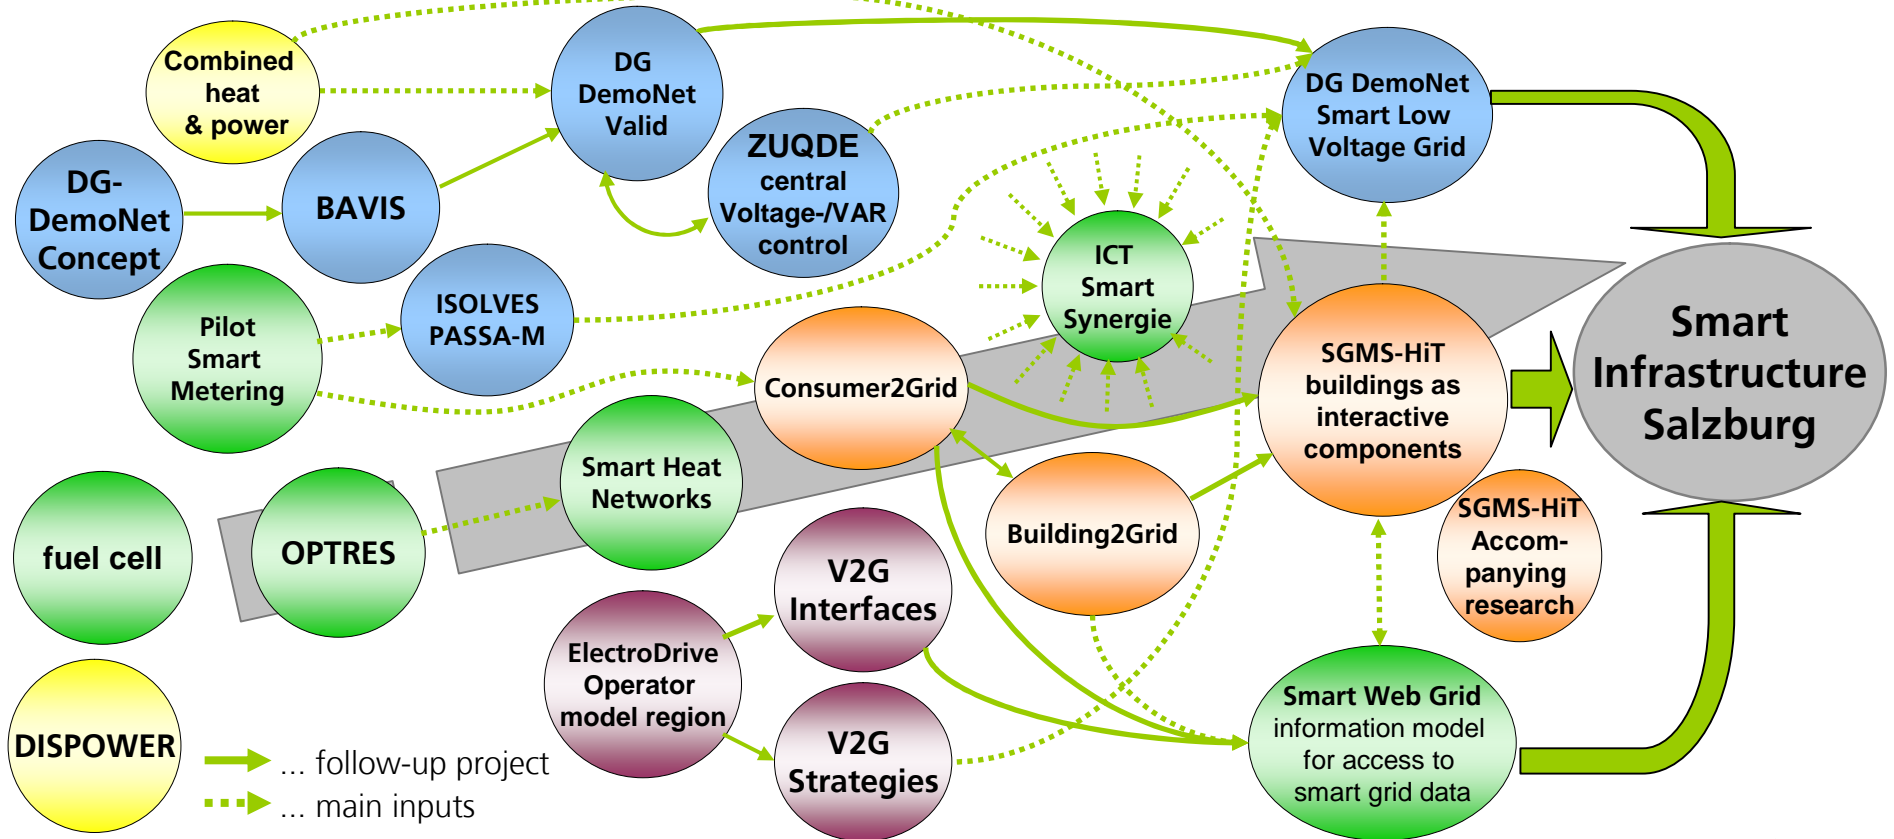 Combined
heat
& power
DG
DemoNet
Valid
DG DemoNet
Smart Low
Voltage Grid
DG-
DemoNet
Concept
BAVIS
ZUQDE
central
Voltage-/VAR
control
ICT
Smart
Synergie
Pilot
Smart
Metering
ISOLVES
PASSA-M
Consumer2Grid
SGMS-HiT
buildings as
interactive
components
Smart
Infrastructure
Salzburg
Smart Heat
Networks
fuel cell
OPTRES
Building2Grid
SGMS-HiT
Accom-
panying
research
V2G
Interfaces
ElectroDrive
Operator
model region
V2G
Strategies
Smart Web Grid
information model
for access to
smart grid data
DISPOWER
... follow-up project
... main inputs